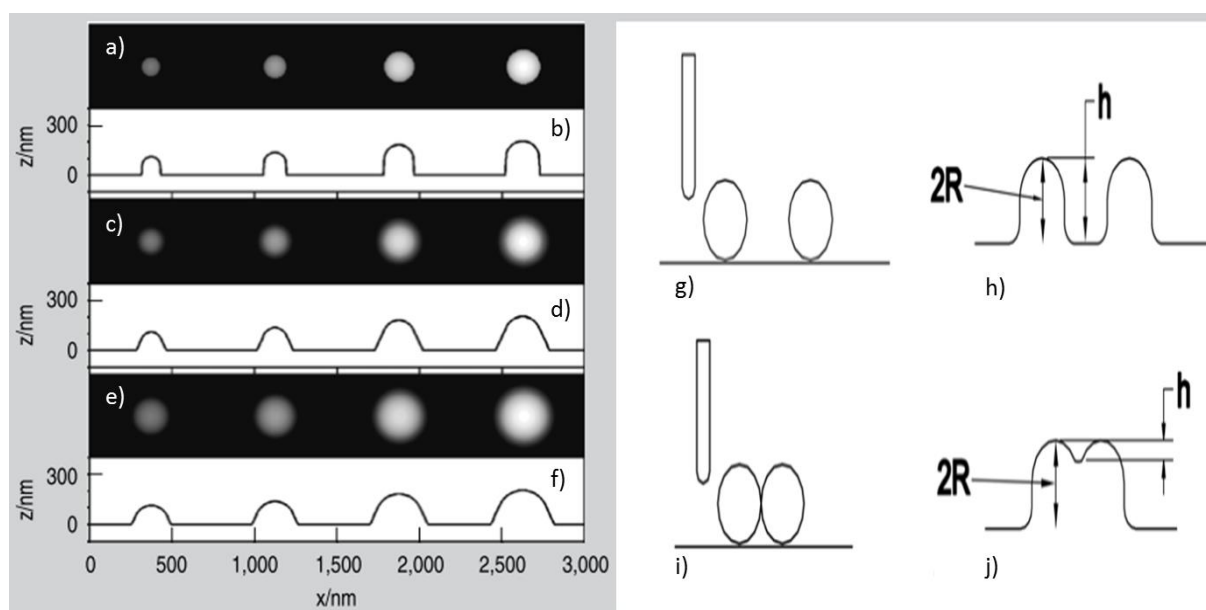 a)
300
0
z/nm
b)
c)
300
0
z/nm
d)
e)
300
0
z/nm
f)
0 500 1,000 1,500 2,000 2,500 3,000
x/nm
g)
h
2R
h)
i)
h
2R
j)